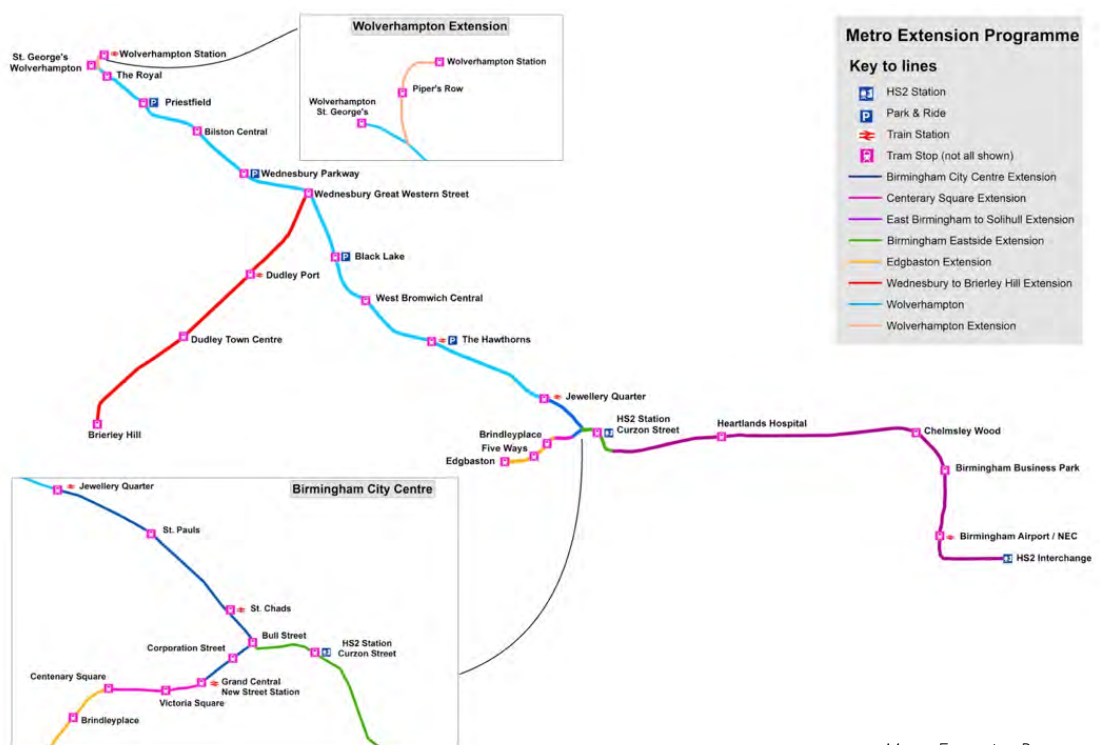 Wolverhampton Extension
Wolverhampton Station
Piper's Row
Wolverhampton
St. George's
Metro Extension Programme
Key to lines
HS2 Station
Park & Ride
Train Station
Tram Stop (not all shown)
Birmingham City Centre Extension
Centerary Square Extension
East Birmingham to Solihull Extension
Birmingham Eastside Extension
Edgbaston Extension
Wednesbury to Brierley Hill Extension
Wolverhampton
Wolverhampton Extension
Wolverhampton Station
St. George's
Wolverhampton
The Royal
P
Priestfield
Bilston Central
P
Wednesbury Parkway
Wednesbury Great Western Street
P
Black Lake
Dudley Port
West Bromwich Central
Dudley Town Centre
P
The Hawthorns
Brierley Hill
Jewellery Quarter
HS2 Station
Curzon Street
Brindleyplace
Five Ways
Edgbaston
Heartlands Hospital
Chelmsley Wood
Birmingham Business Park
Birmingham Airport / NEC
HS2 Interchange
Birmingham City Centre
Jewellery Quarter
St. Pauls
St. Chads
Bull Street
HS2 Station
Curzon Street
Corporation Street
Grand Central
New Street Station
Centenary Square
Victoria Square
Brindleyplace